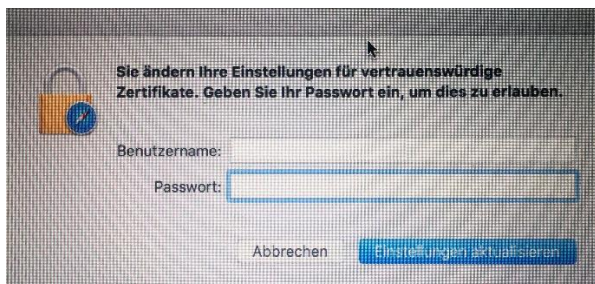 Sie ändern Ihre Einstellungen für vertrauenswürdige
Zertifikate. Geben Sie Ihr Passwort ein, um dies zu erlauben.
Benutzername:
Passwort:
Abbrechen
Einstellungen aktualisieren